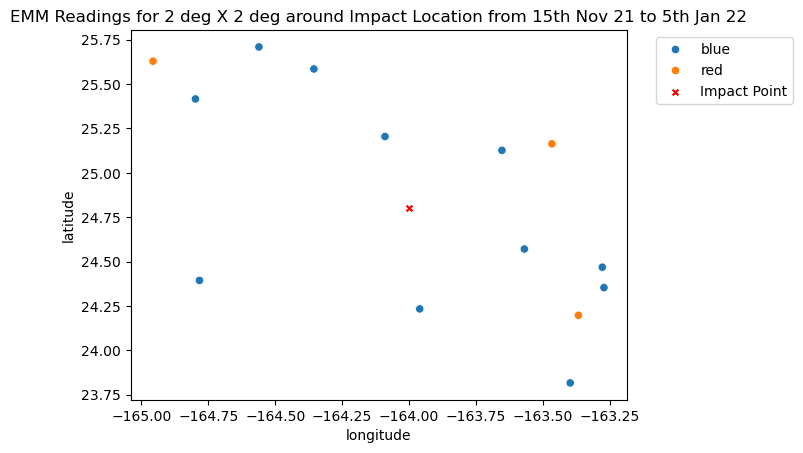 EMM Readings for 2 deg X 2 deg around Impact Location from 15th Nov 21 to 5th Jan 22
blue
red
Impact Point
25.75
25.50
25.25
25.00
24.75
24.50
24.25
24.00
23.75
latitude
−165.00 −164.75 −164.50 −164.25 −164.00 −163.75 −163.50 −163.25
longitude